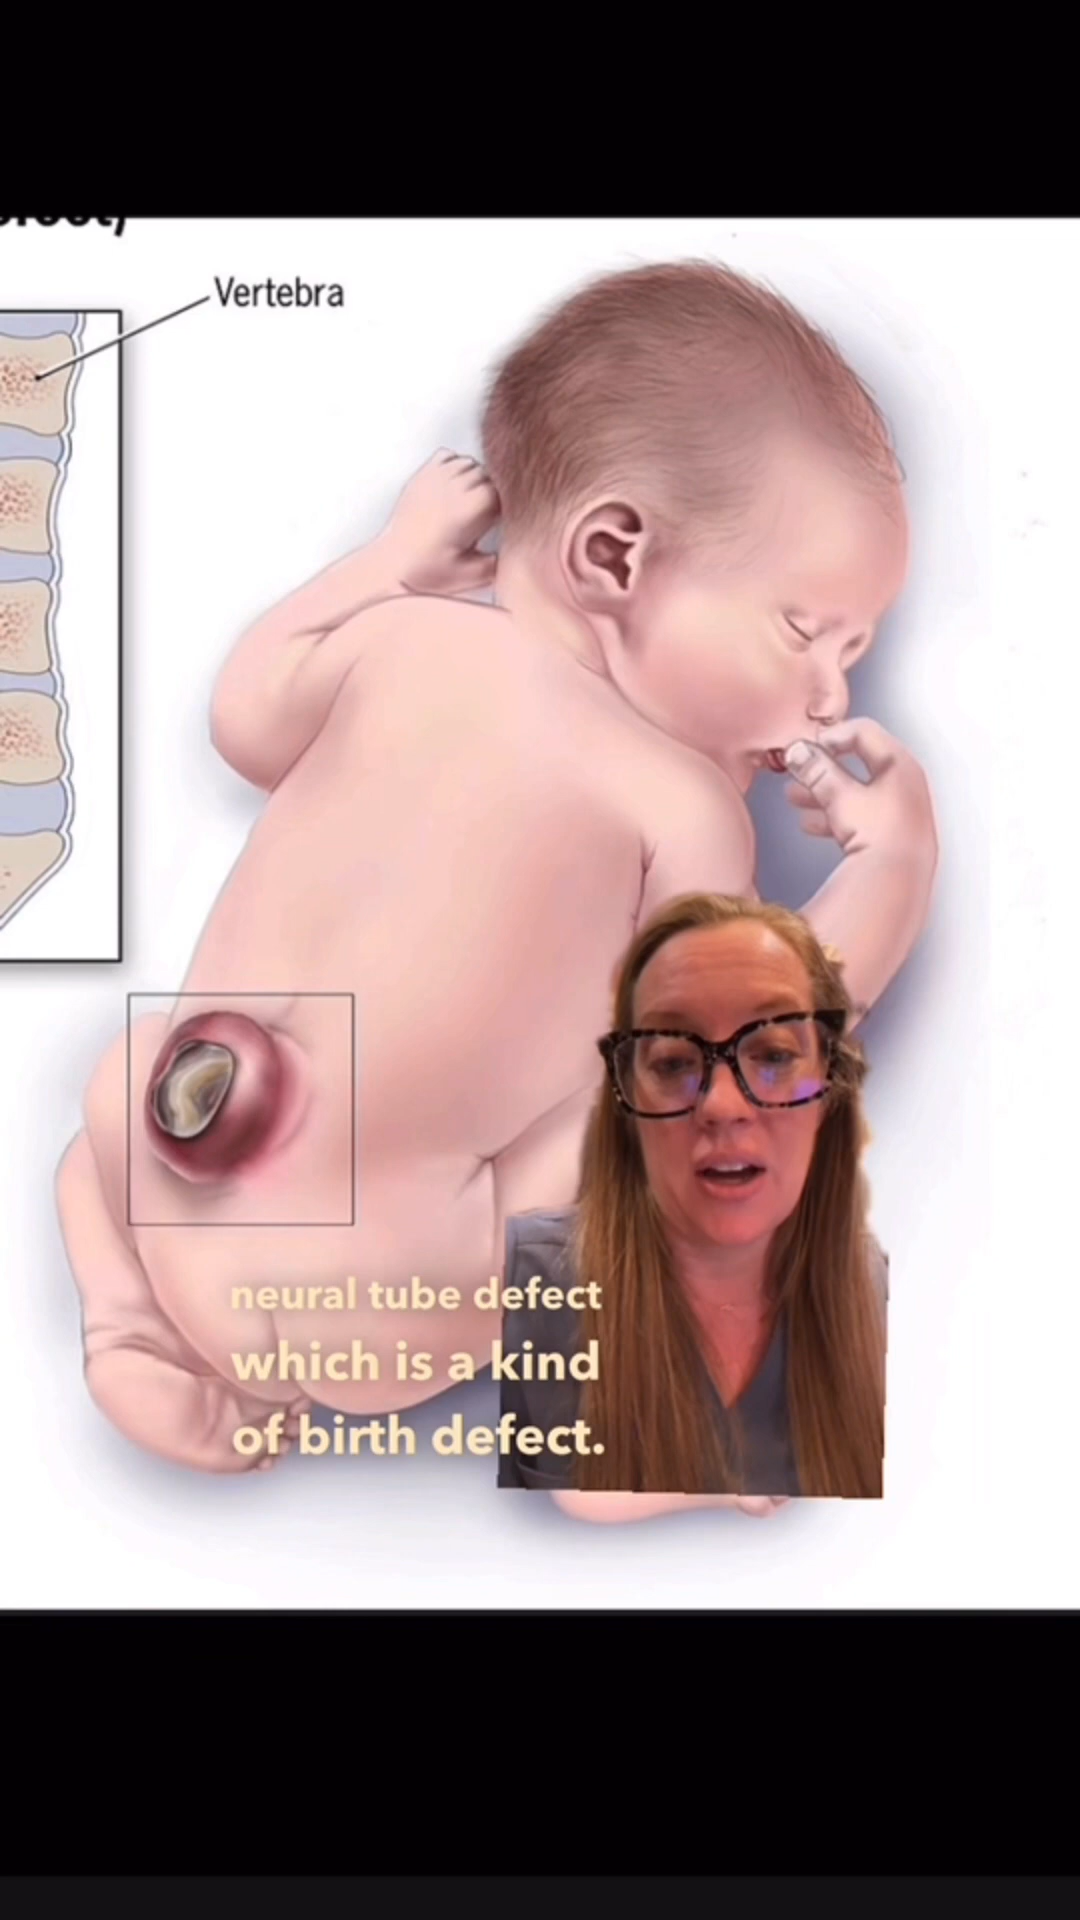 Vertebra
neural tube defect
which is a kind
of birth defect.